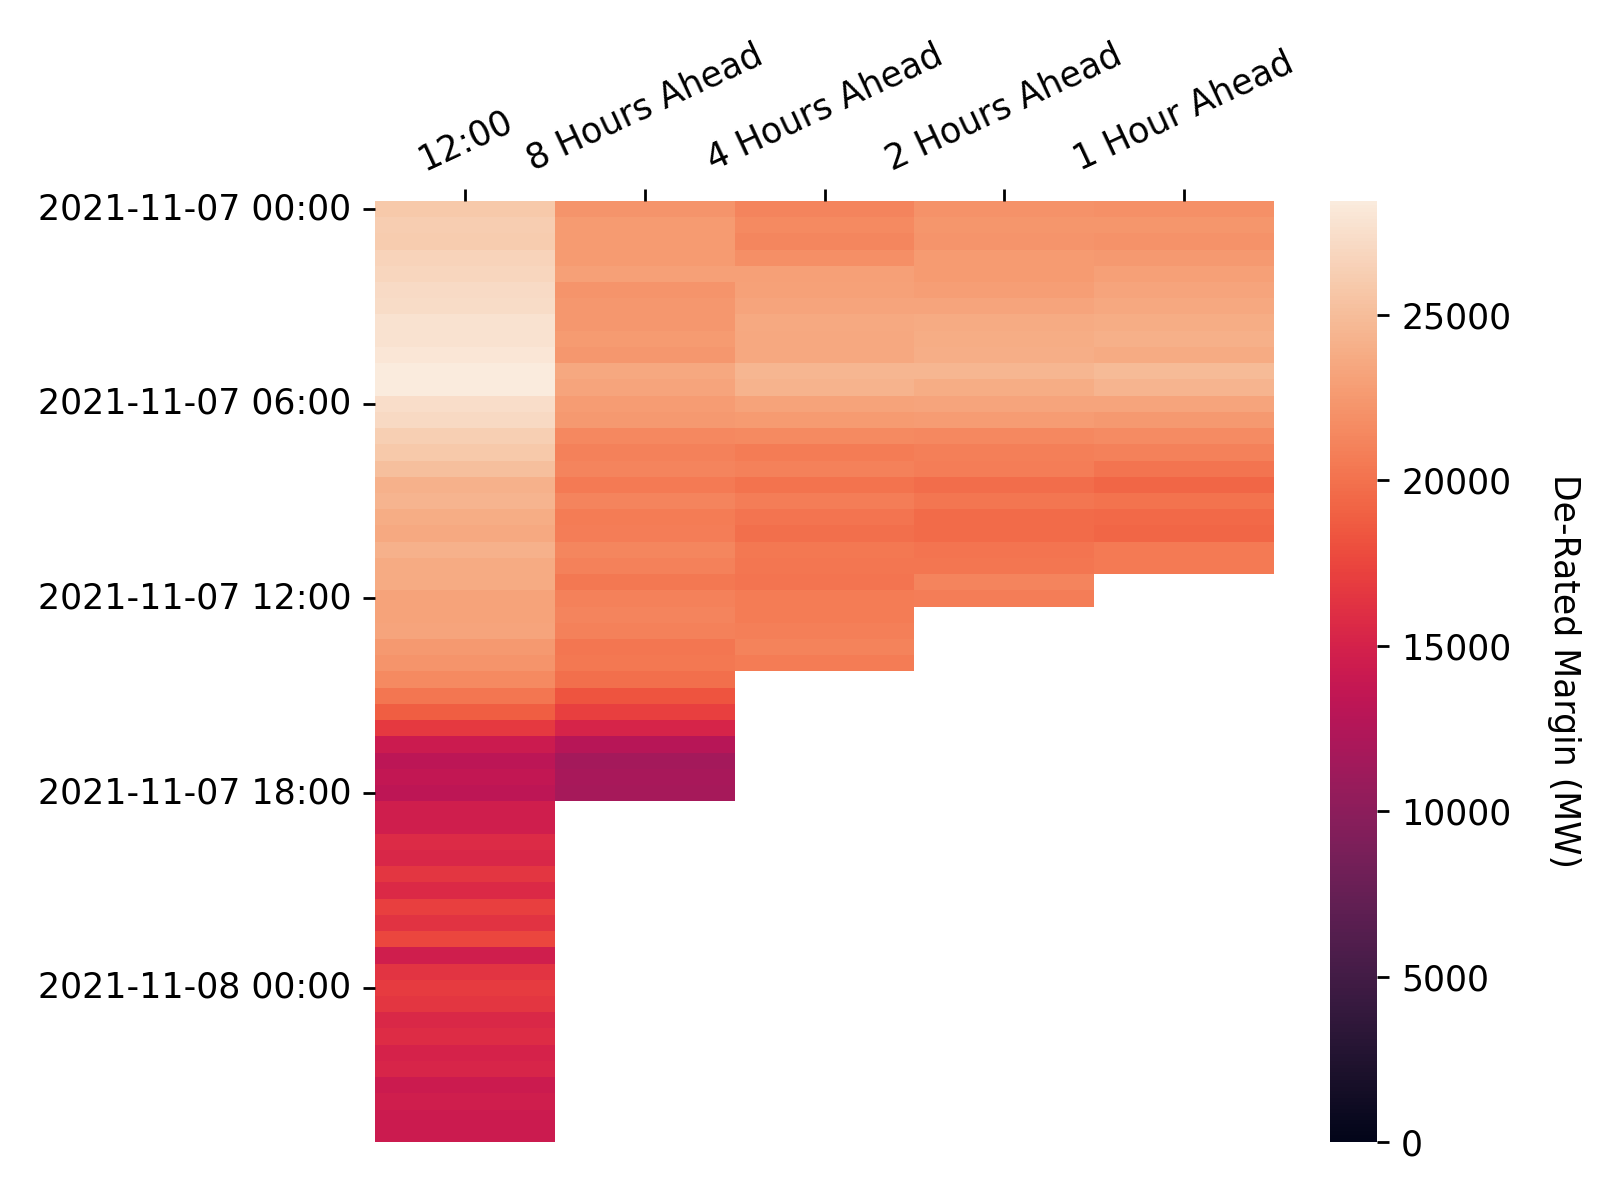 12:00
8 Hours Ahead
4 Hours Ahead
2 Hours Ahead
1 Hour Ahead
2021-11-07 00:00
2021-11-07 06:00
2021-11-07 12:00
2021-11-07 18:00
2021-11-08 00:00
25000
20000
15000
10000
5000
0
De-Rated Margin (MW)